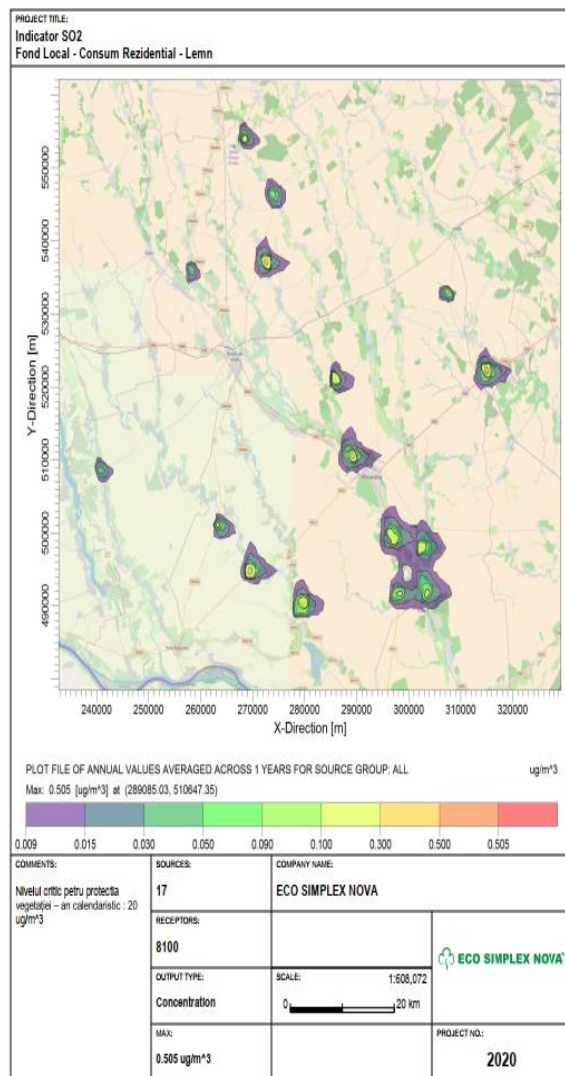 PROJECT TITLE:
Indicator SO2
Fond Local - Consum Rezidential - Lemn
Y-Direction [m]
550000
540000
530000
520000
510000
500000
490000
240000 250000 260000 270000 280000 290000 300000 310000 320000
X-Direction [m]
PLOT FILE OF ANNUAL VALUES AVERAGED ACROSS 1 YEARS FOR SOURCE GROUP: ALL ug/m^3
Max: 0.505 [ug/m^3] at (289085.03, 510647.35)
0.009 0.015 0.030 0.050 0.090 0.100 0.300 0.500 0.505
COMMENTS:
Nivelul critic petru protectia
vegetației – an calendaristic : 20
ug/m^3
SOURCES:
17
COMPANY NAME:
ECO SIMPLEX NOVA
RECEPTORS:
8100
OUTPUT TYPE:
Concentration
SCALE: 1:608,072
0 20 km
ECO SIMPLEX NOVA
MAX:
0.505 ug/m^3
PROJECT NO.:
2020